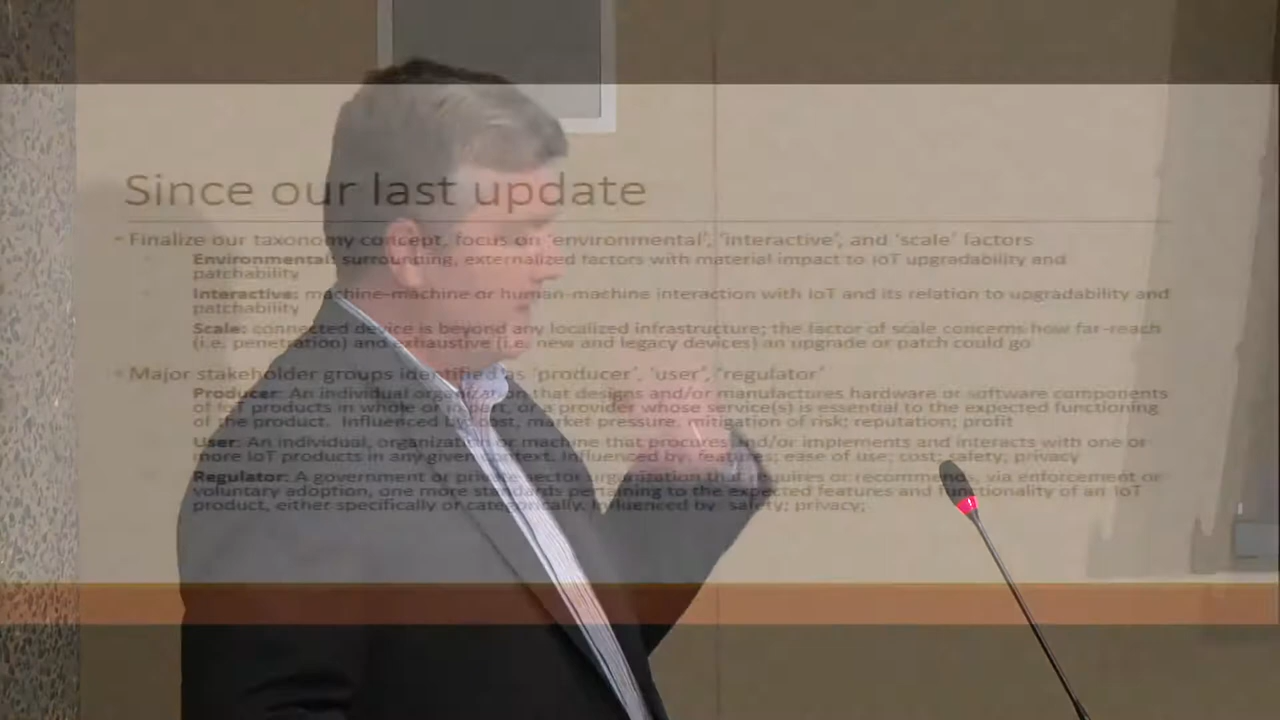 Since our last update
Finalize our taxonomy concept, focus on 'environmental', 'interactive', and 'scale' factors
Environmental: surrounding, externalized factors with material impact to IoT upgradability and
patchability
Interactive: machine-machine or human-machine interaction with IoT and its relation to upgradability and
patchability
Scale: connected device is beyond any localized infrastructure; the factor of scale concerns how far-reach
(i.e. penetration) and exhaustive (i.e. new and legacy devices) an upgrade or patch could go
Major stakeholder groups identified as 'producer', 'user', 'regulator'
Producer: An individual organization that designs and/or manufactures hardware or software components
of IoT products in whole or in part, or a provider whose service(s) is essential to the expected functioning
of the product. Influenced by cost, market pressure, mitigation of risk; reputation; profit
User: An individual, organization or machine that procures and/or implements and interacts with one or
more IoT products in any given context. Influenced by: features; ease of use; cost; safety; privacy
Regulator: A government or private sector organization that requires or recommends, via enforcement or
voluntary adoption, one more standards pertaining to the expected features and functionality of an IoT
product, either specifically or categorically. Influenced by: safety; privacy;